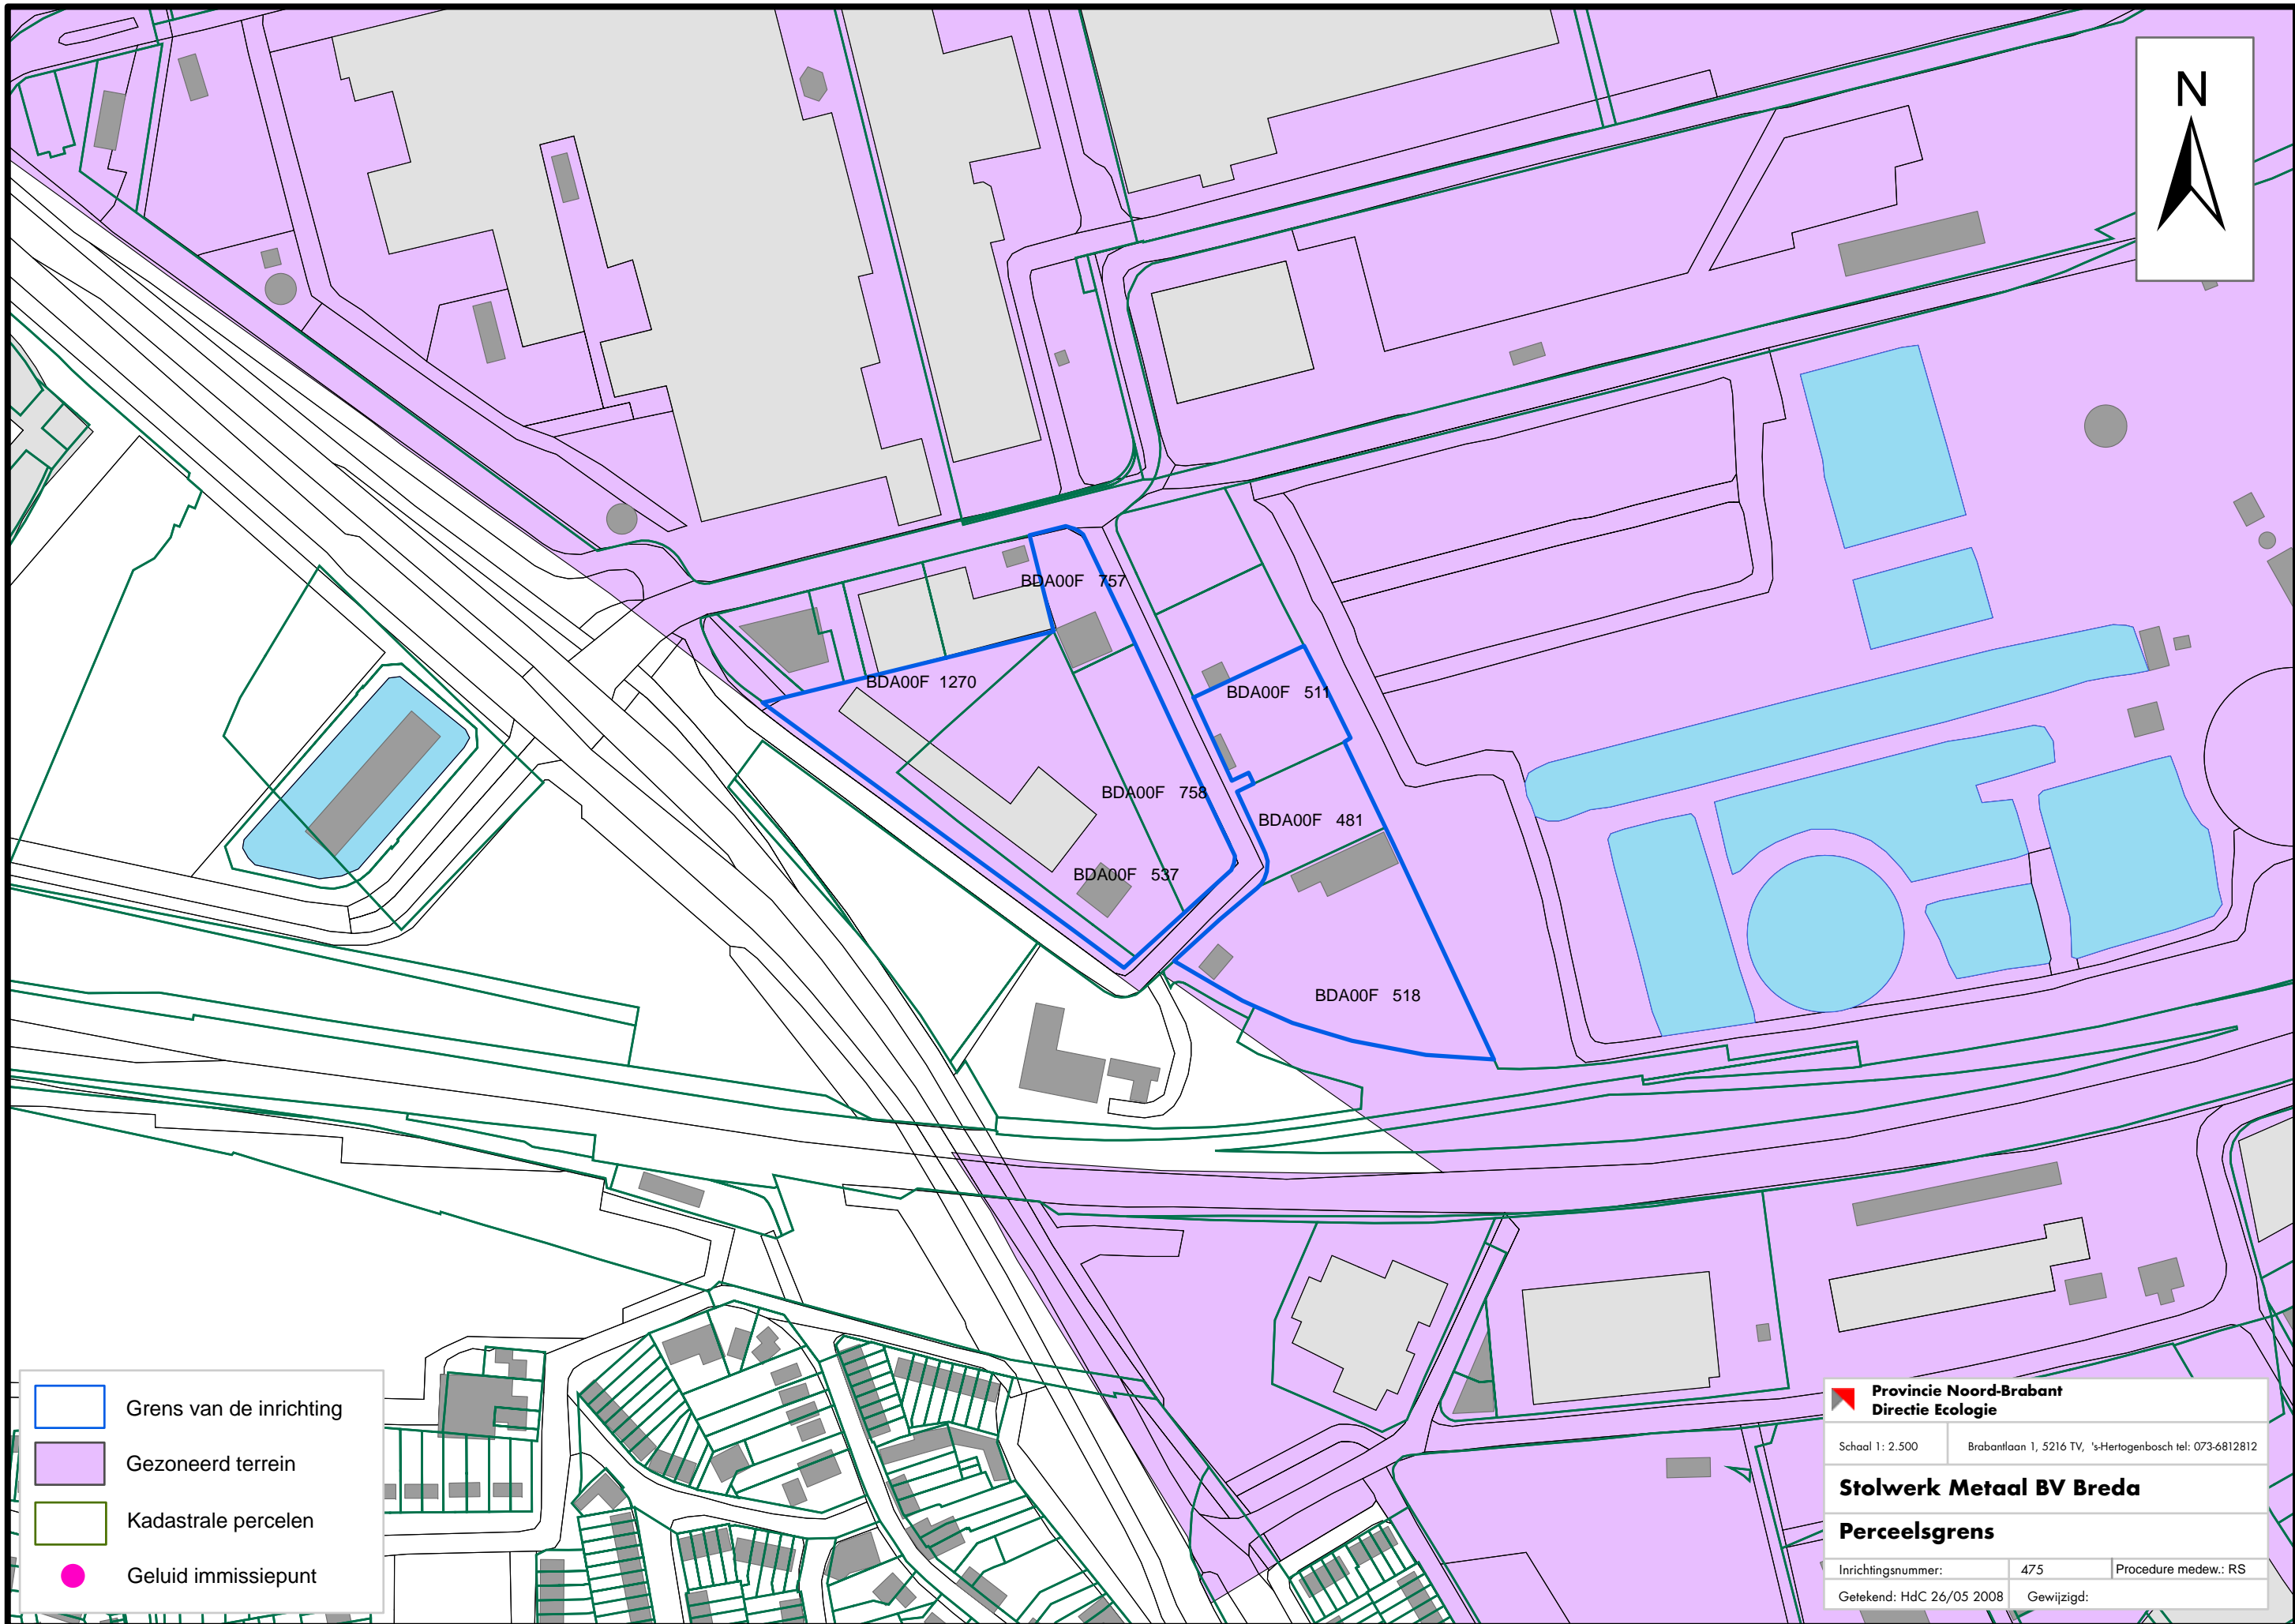 N
BDA00F 757
BDA00F 1270
BDA00F 511
BDA00F 758
BDA00F 481
BDA00F 537
BDA00F 518
Grens van de inrichting
Gezoneerd terrein
Kadastrale percelen
Geluid immissiepunt
Provincie Noord-Brabant
Directie Ecologie
Schaal 1: 2.500 Brabantlaan 1, 5216 TV, 's-Hertogenbosch tel: 073-6812812
Stolwerk Metaal BV Breda
Perceelsgrens
Inrichtingsnummer: 475 Procedure medew.: RS
Getekend: HdC 26/05 2008 Gewijzigd: